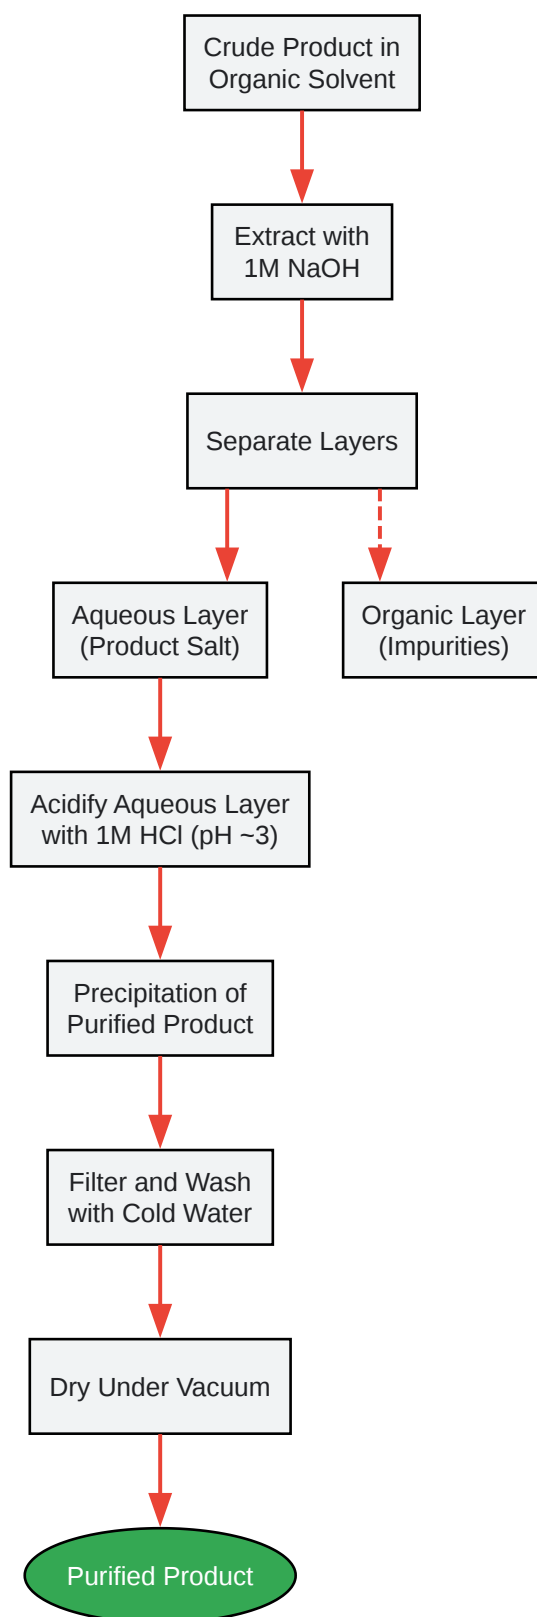 Crude Product in
Organic Solvent
Extract with
1M NaOH
Separate Layers
Aqueous Layer
(Product Salt)
Organic Layer
(Impurities)
Acidify Aqueous Layer
with 1M HCl (pH ~3)
Precipitation of
Purified Product
Filter and Wash
with Cold Water
Dry Under Vacuum
Purified Product